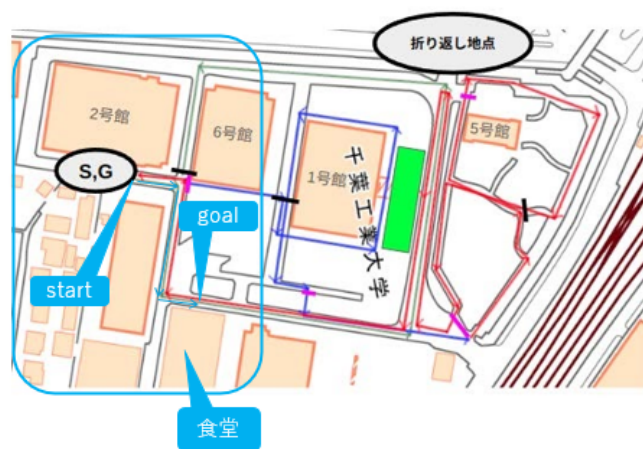 折り返し地点
2号館
6号館
5号館
S,G
1号館
千葉工業大学
goal
start
食堂